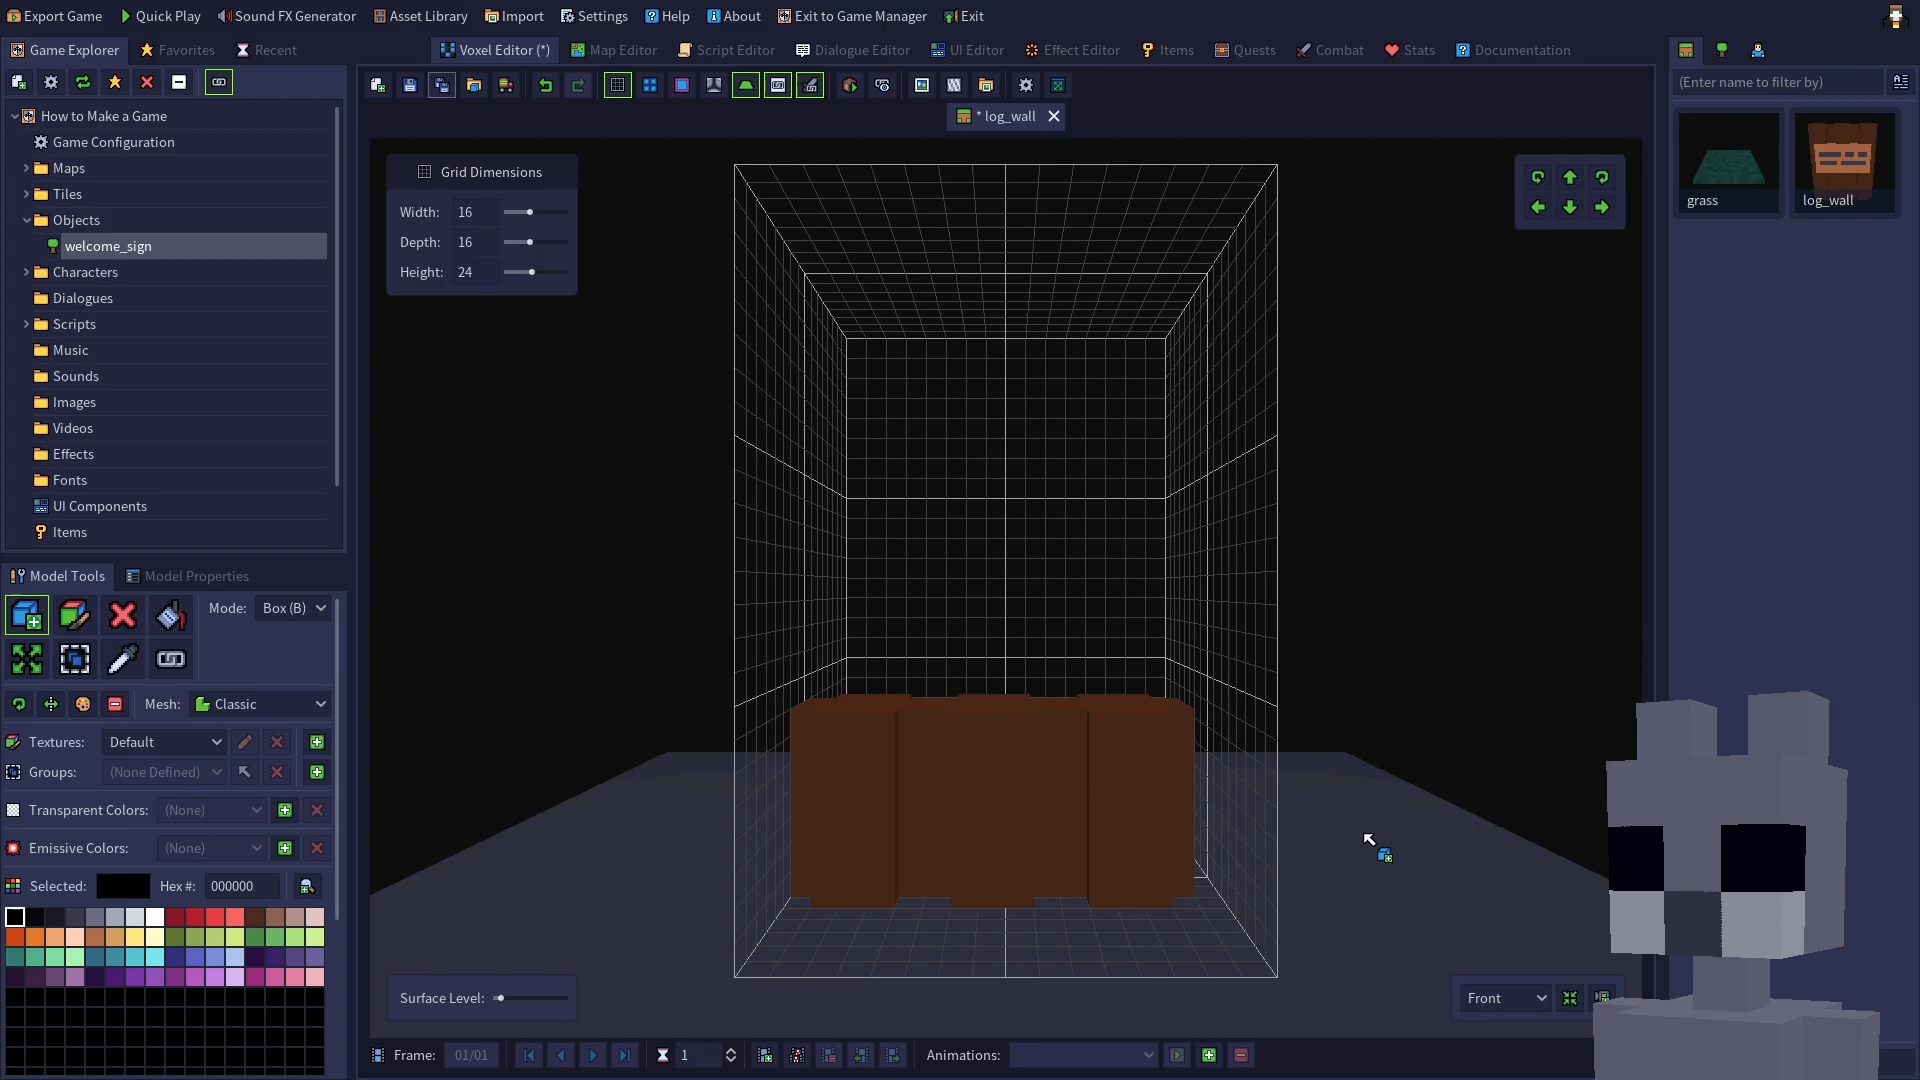 Export Game Quick Play Sound FX Generator Asset Library Import Settings Help About Exit to Game Manager Exit
Game Explorer Favorites Recent Voxel Editor (*) Map Editor Script Editor Dialogue Editor UI Editor Effect Editor Items Quests Combat Stats Documentation
(Enter name to filter by)
* log_wall
How to Make a Game
Game Configuration
Maps
Tiles
Objects
welcome_sign
Characters
Dialogues
Scripts
Music
Sounds
Images
Videos
Effects
Fonts
UI Components
Items
Grid Dimensions
Width: 16
Depth: 16
Height: 24
grass
log_wall
Model Tools Model Properties
Mode: Box (B)
Mesh: Classic
Textures: Default
Groups: (None Defined)
Transparent Colors: (None)
Emissive Colors: (None)
Selected: Hex #: 000000
Surface Level:
Front
Frame: 01/01 1 Animations: